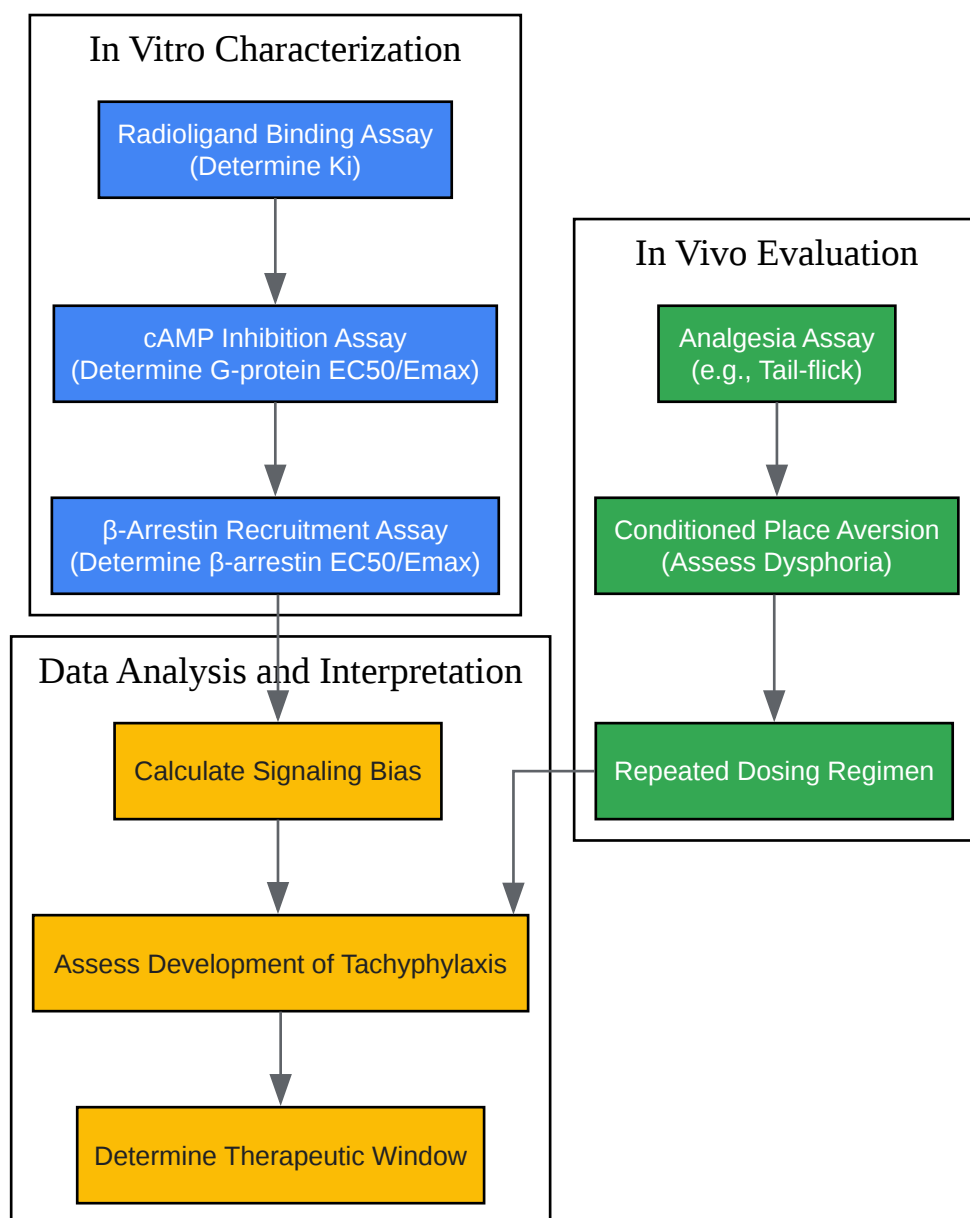 In Vitro Characterization
Radioligand Binding Assay
(Determine Ki)
cAMP Inhibition Assay
(Determine G-protein EC50/Emax)
β-Arrestin Recruitment Assay
(Determine β-arrestin EC50/Emax)
In Vivo Evaluation
Analgesia Assay
(e.g., Tail-flick)
Conditioned Place Aversion
(Assess Dysphoria)
Repeated Dosing Regimen
Data Analysis and Interpretation
Calculate Signaling Bias
Assess Development of Tachyphylaxis
Determine Therapeutic Window